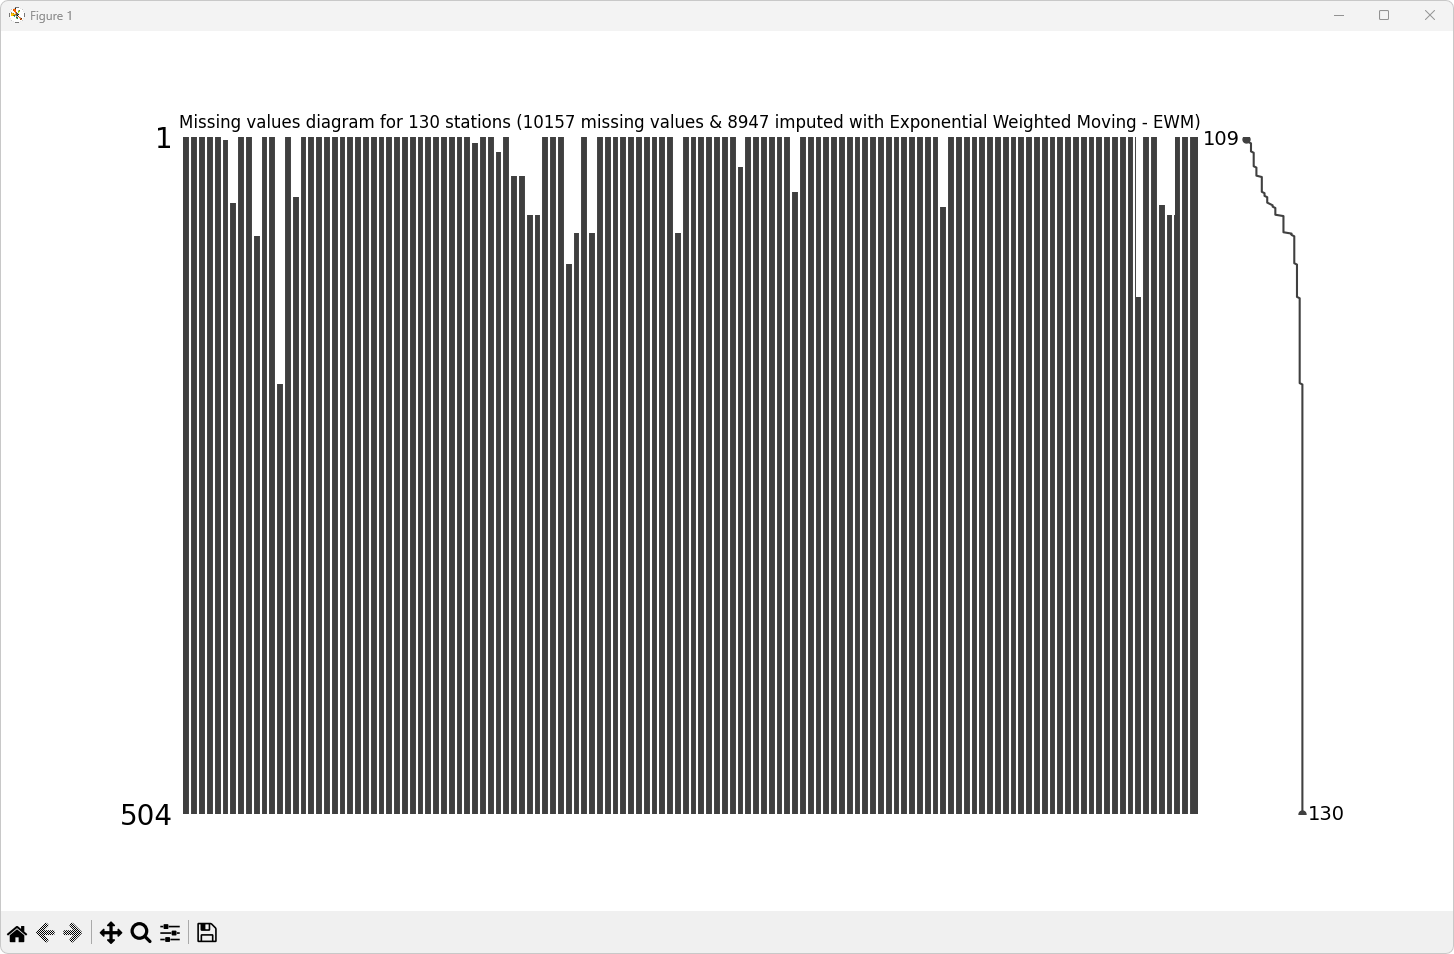 Figure 1
Missing values diagram for 130 stations (10157 missing values & 8947 imputed with Exponential Weighted Moving - EWM)
1
109
504
130